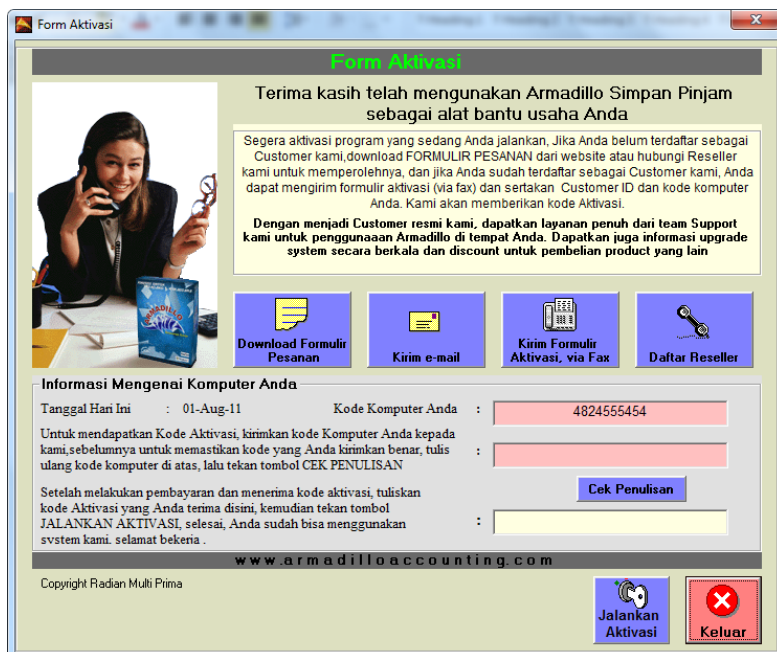 Form Aktivasi
Form Aktivasi
Terima kasih telah mengunakan Armadillo Simpan Pinjam
sebagai alat bantu usaha Anda
Segera aktivasi program yang sedang Anda jalankan, Jika Anda belum terdaftar sebagai
Customer kami,download FORMULIR PESANAN dari website atau hubungi Reseller
kami untuk memperolehnya, dan jika Anda sudah terdaftar sebagai Customer kami, Anda
dapat mengirim formulir aktivasi (via fax) dan sertakan Customer ID dan kode komputer
Anda. Kami akan memberikan kode Aktivasi.
Dengan menjadi Customer resmi kami, dapatkan layanan penuh dari team Support
kami untuk penggunaaan Armadillo di tempat Anda. Dapatkan juga informasi upgrade
system secara berkala dan discount untuk pembelian product yang lain
ARMADILLO
Download Formulir
Pesanan
Kirim e-mail
Kirim Formulir
Aktivasi, via Fax
Daftar Reseller
Informasi Mengenai Komputer Anda
Tanggal Hari Ini : 01-Aug-11 Kode Komputer Anda : 4824555454
Untuk mendapatkan Kode Aktivasi, kirimkan kode Komputer Anda kepada
kami,sebelumnya untuk memastikan kode yang Anda kirimkan benar, tulis :
ulang kode komputer di atas, lalu tekan tombol CEK PENULISAN
Cek Penulisan
Setelah melakukan pembayaran dan menerima kode aktivasi, tuliskan
kode Aktivasi yang Anda terima disini, kemudian tekan tombol
JALANKAN AKTIVASI, selesai, Anda sudah bisa menggunakan :
system kami. selamat bekerja .
www.armadilloaccounting.com
Copyright Radian Multi Prima
Jalankan
Aktivasi
Keluar